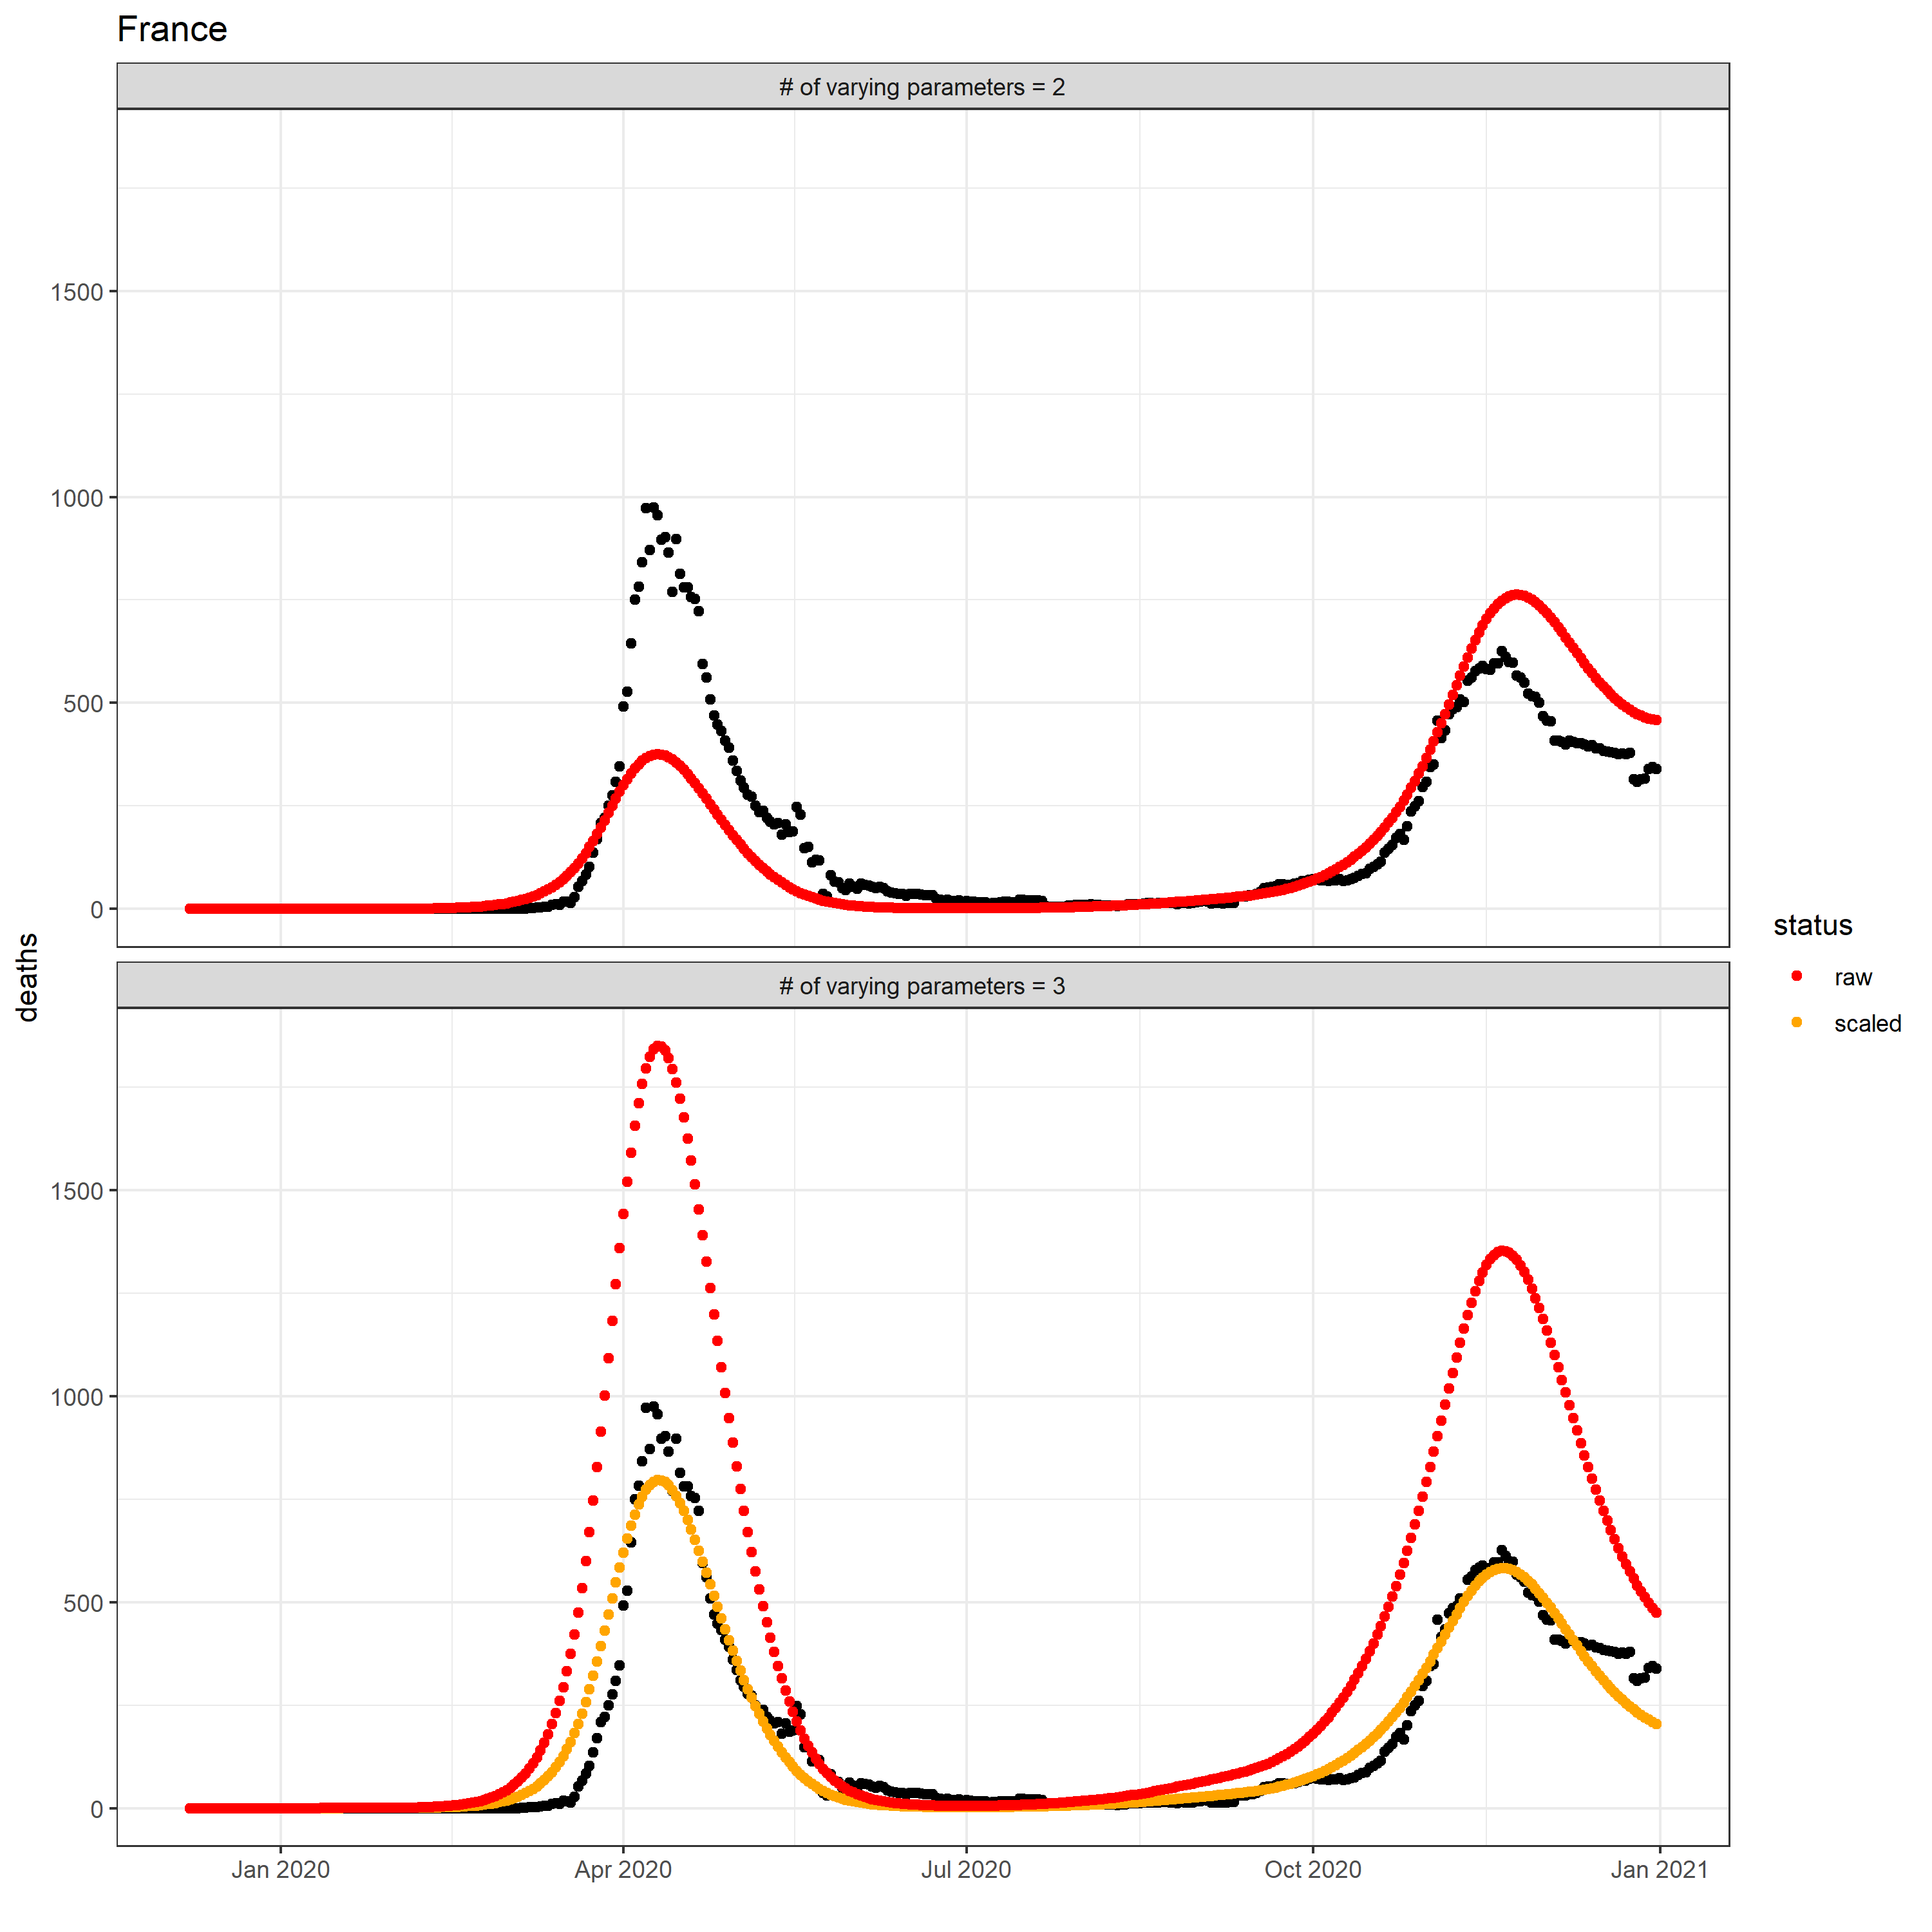 France
# of varying parameters = 2
1500
1000
500
0
deaths
# of varying parameters = 3
1500
1000
500
0
Jan 2020
Apr 2020
Jul 2020
Oct 2020
Jan 2021
status
raw
scaled